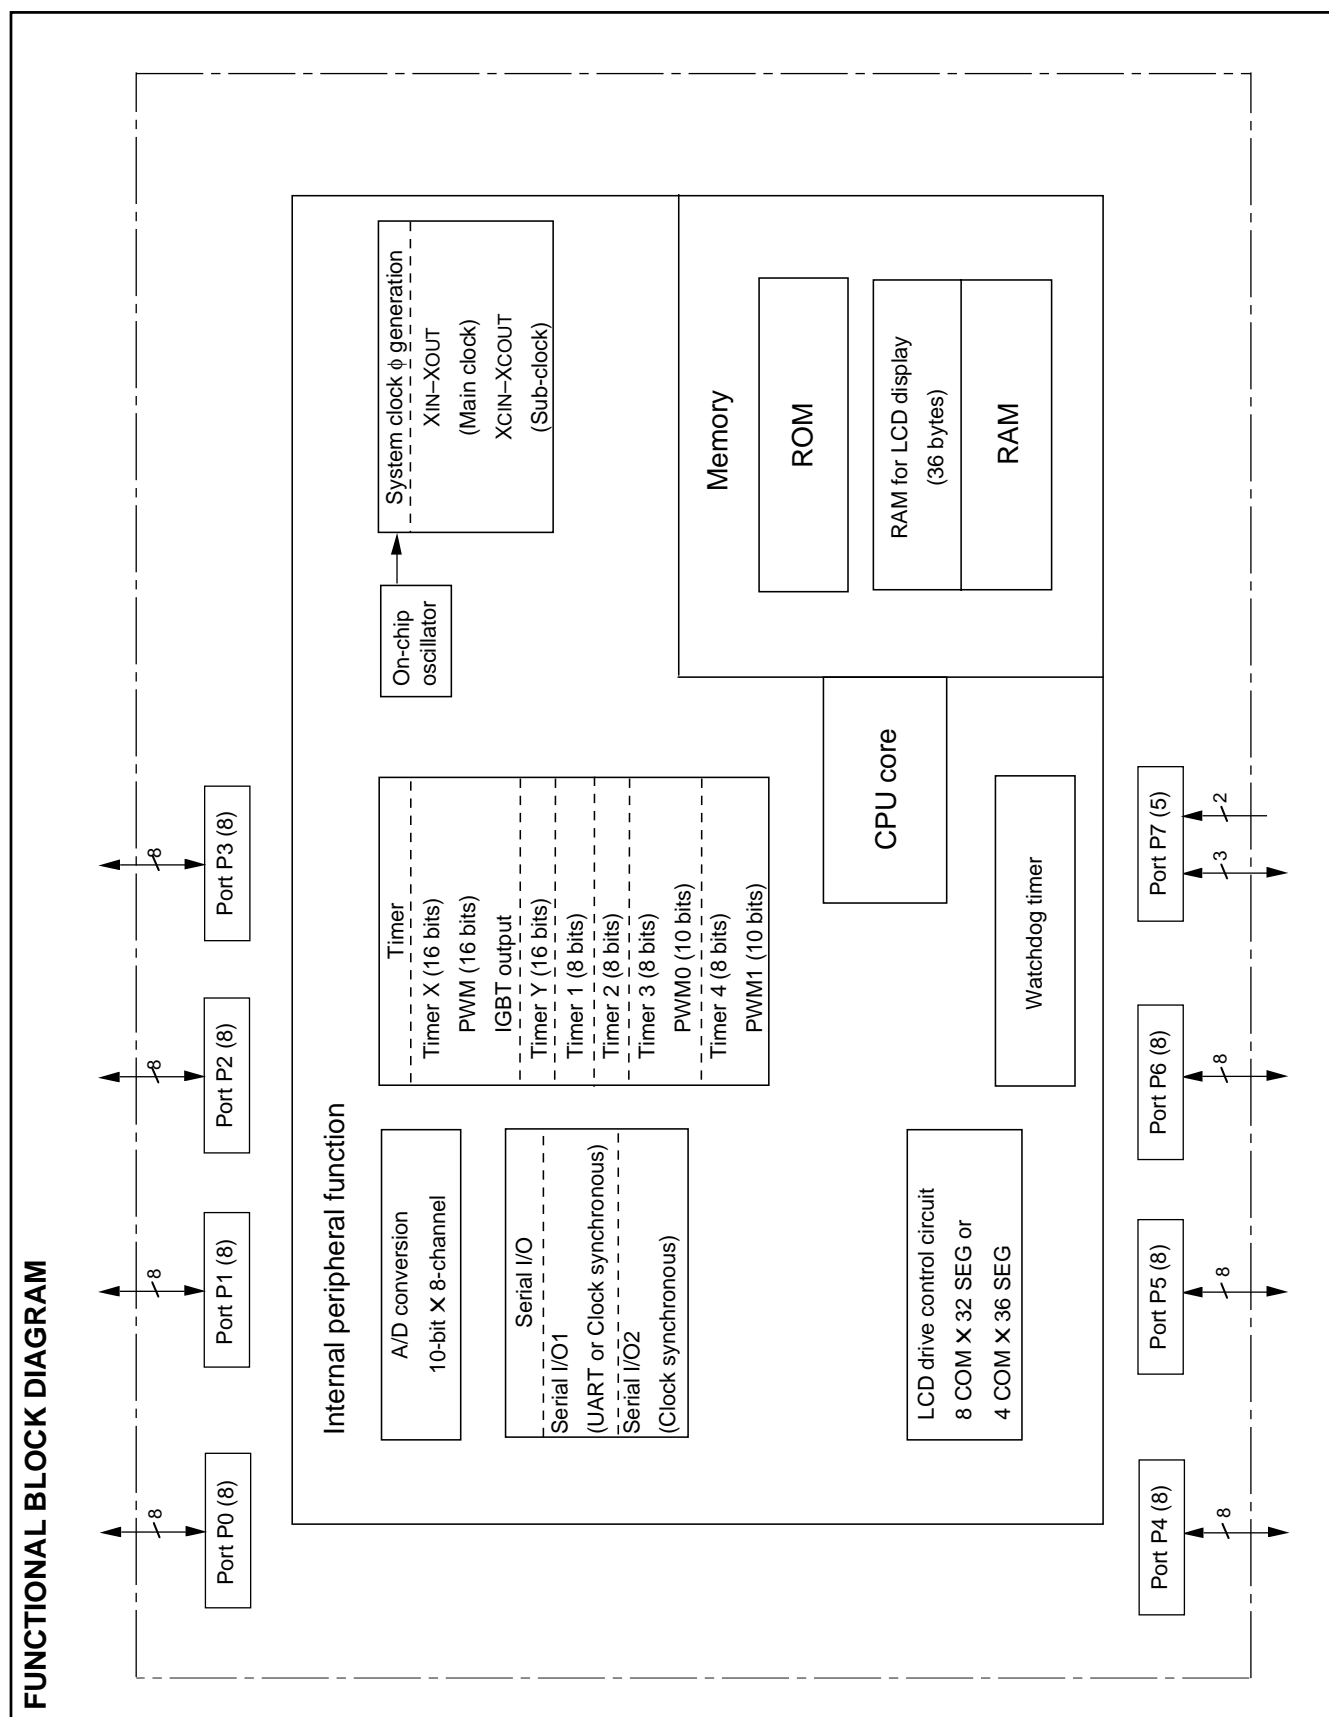 FUNCTIONAL BLOCK DIAGRAM
8
8
8
8
Port P0 (8)
Port P1 (8)
Port P2 (8)
Port P3 (8)
Internal peripheral function
A/D conversion
10-bit X 8-channel
Serial I/O
Serial I/O1
(UART or Clock synchronous)
Serial I/O2
(Clock synchronous)
LCD drive control circuit
8 COM X 32 SEG or
4 COM X 36 SEG
Timer
Timer X (16 bits)
PWM (16 bits)
IGBT output
Timer Y (16 bits)
Timer 1 (8 bits)
Timer 2 (8 bits)
Timer 3 (8 bits)
PWM0 (10 bits)
Timer 4 (8 bits)
PWM1 (10 bits)
Watchdog timer
CPU core
On-chip
oscillator
System clock φ generation
XIN–XOUT
(Main clock)
XCIN–XCOUT
(Sub-clock)
Memory
ROM
RAM for LCD display
(36 bytes)
RAM
Port P4 (8)
Port P5 (8)
Port P6 (8)
Port P7 (5)
8
8
8
3
2